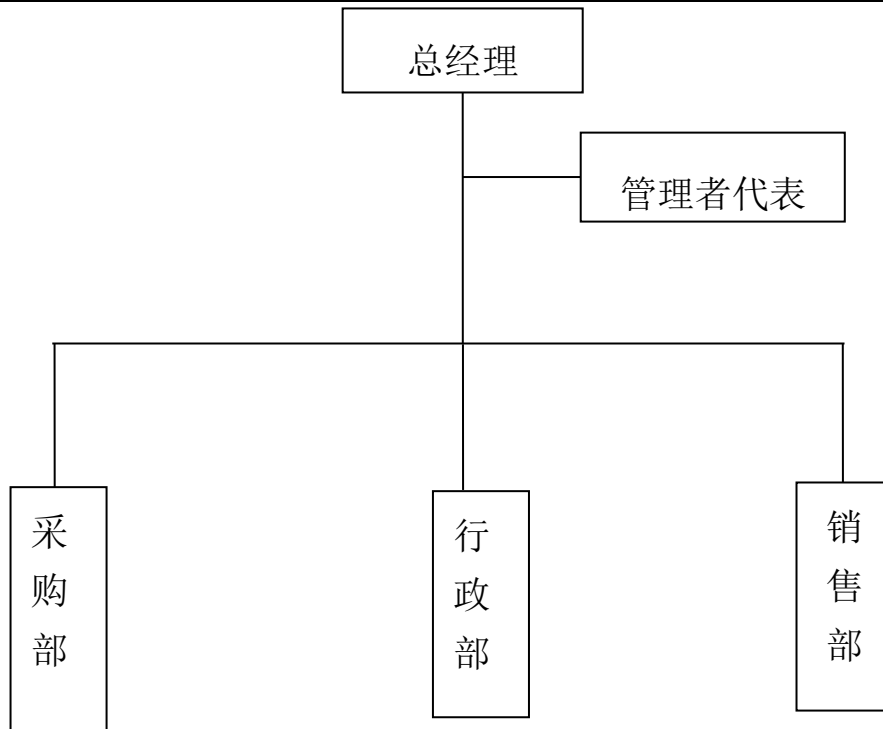 总经理
管理者代表
采购部
行政部
销售部